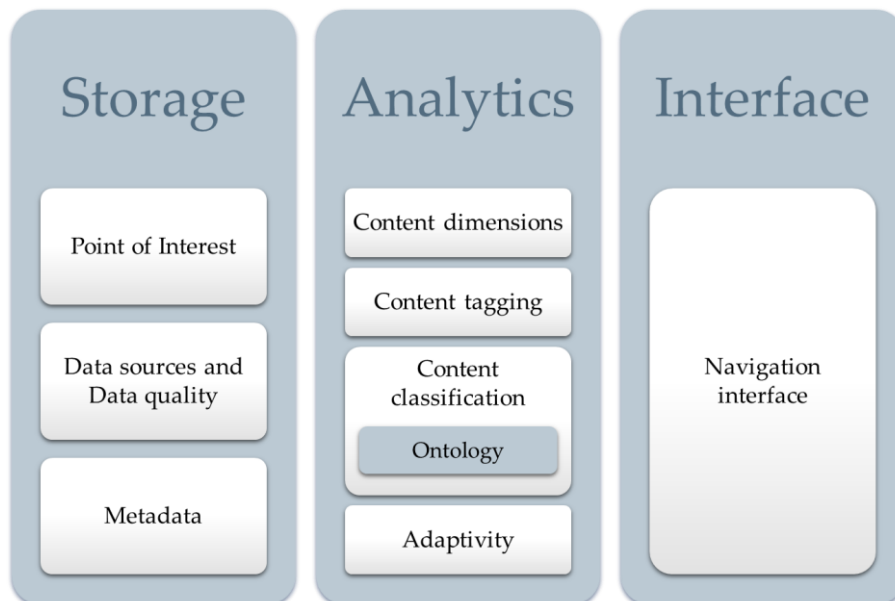 Storage
Point of Interest
Data sources and
Data quality
Metadata
Analytics
Content dimensions
Content tagging
Content
classification
Ontology
Adaptivity
Interface
Navigation
interface